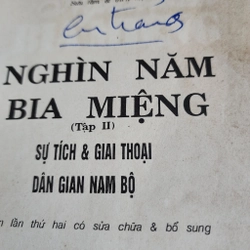 NGHÌN NĂM
BIA MIỆNG
(Tập II)
SỰ TÍCH & GIAI THOẠI
DÂN GIAN NAM BỘ
lần thứ hai có sửa chữa & bổ sung